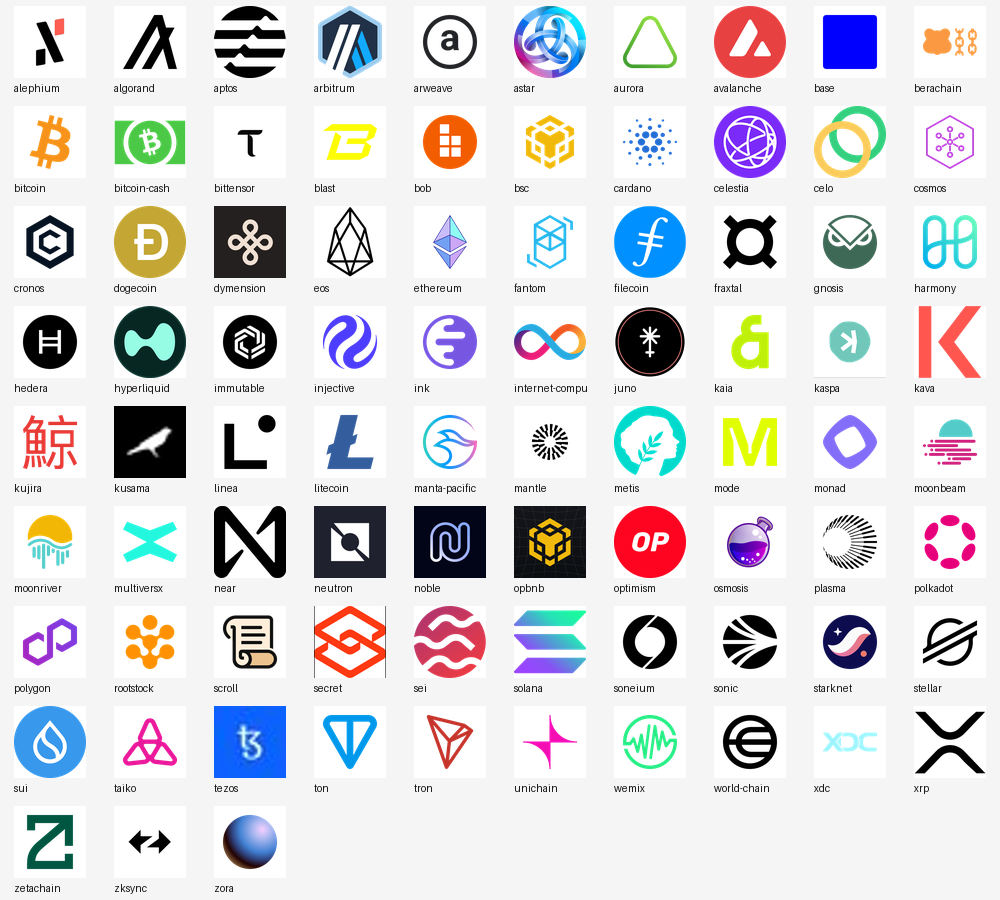 alephium algorand aptos arbitrum arweave astar aurora avalanche base berachain
bitcoin bitcoin-cash bittensor blast bob bsc cardano celestia celo cosmos
cronos dogecoin dymension eos ethereum fantom filecoin fraxtal gnosis harmony
hedera hyperliquid immutable injective ink internet-compu juno kaia kaspa kava
鯨
kujira kusama linea litecoin manta-pacific mantle metis mode monad moonbeam
OP
moonriver multiversx near neutron noble opbnb optimism osmosis plasma polkadot
polygon rootstock scroll secret sei solana soneium sonic starknet stellar
XDC
sui taiko tezos ton tron unichain wemix world-chain xdc xrp
zetachain zksync zora